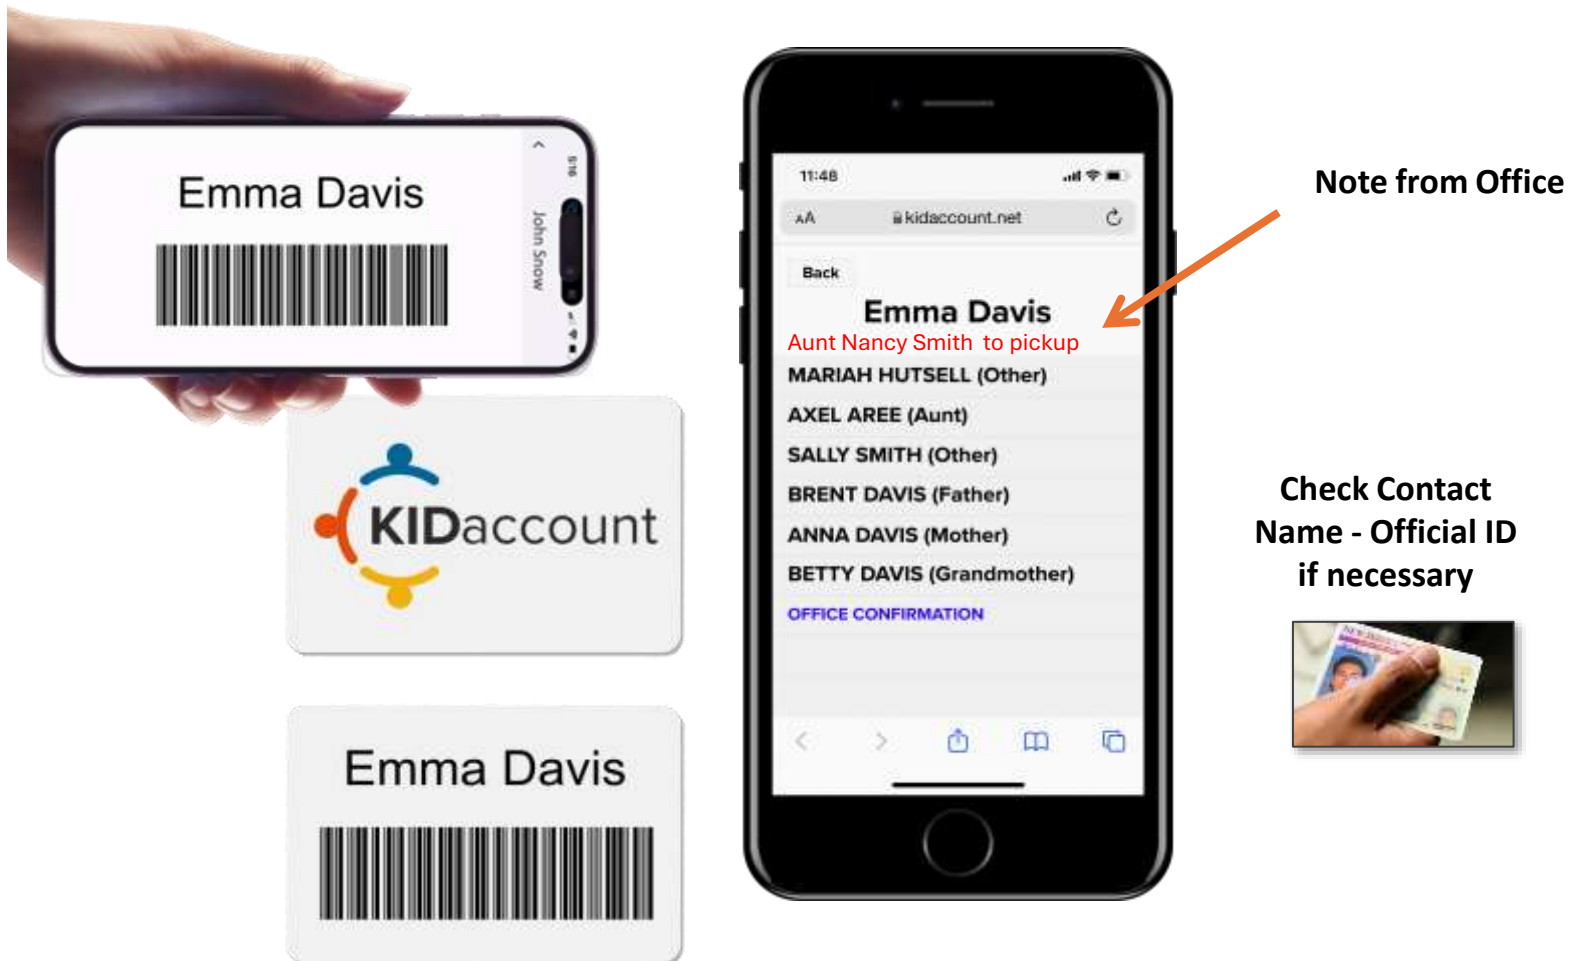 Emma Davis
5:16
John Snow
KIDaccount
Emma Davis
11:48
AA kidaccount.net
Back
Emma Davis
Aunt Nancy Smith to pickup
MARIAH HUTSELL (Other)
AXEL AREE (Aunt)
SALLY SMITH (Other)
BRENT DAVIS (Father)
ANNA DAVIS (Mother)
BETTY DAVIS (Grandmother)
OFFICE CONFIRMATION
Note from Office
Check Contact
Name - Official ID
if necessary